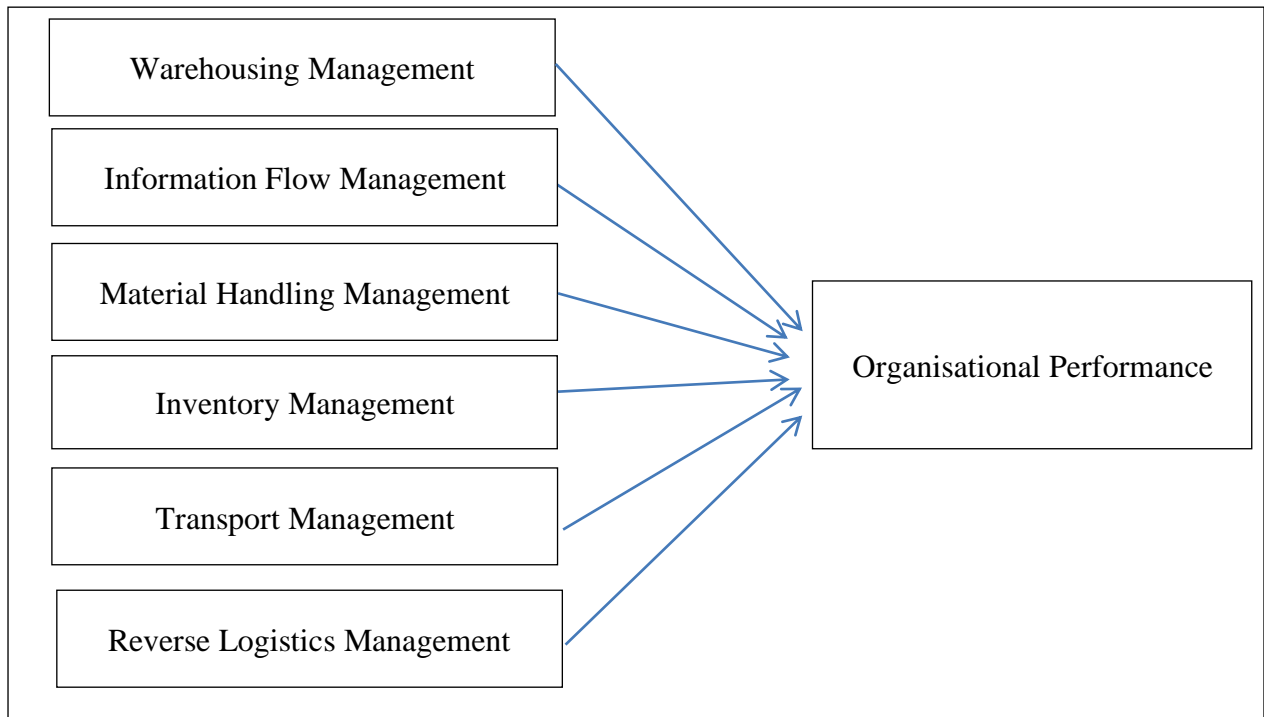 Warehousing Management
Information Flow Management
Material Handling Management
Inventory Management
Transport Management
Reverse Logistics Management
Organisational Performance